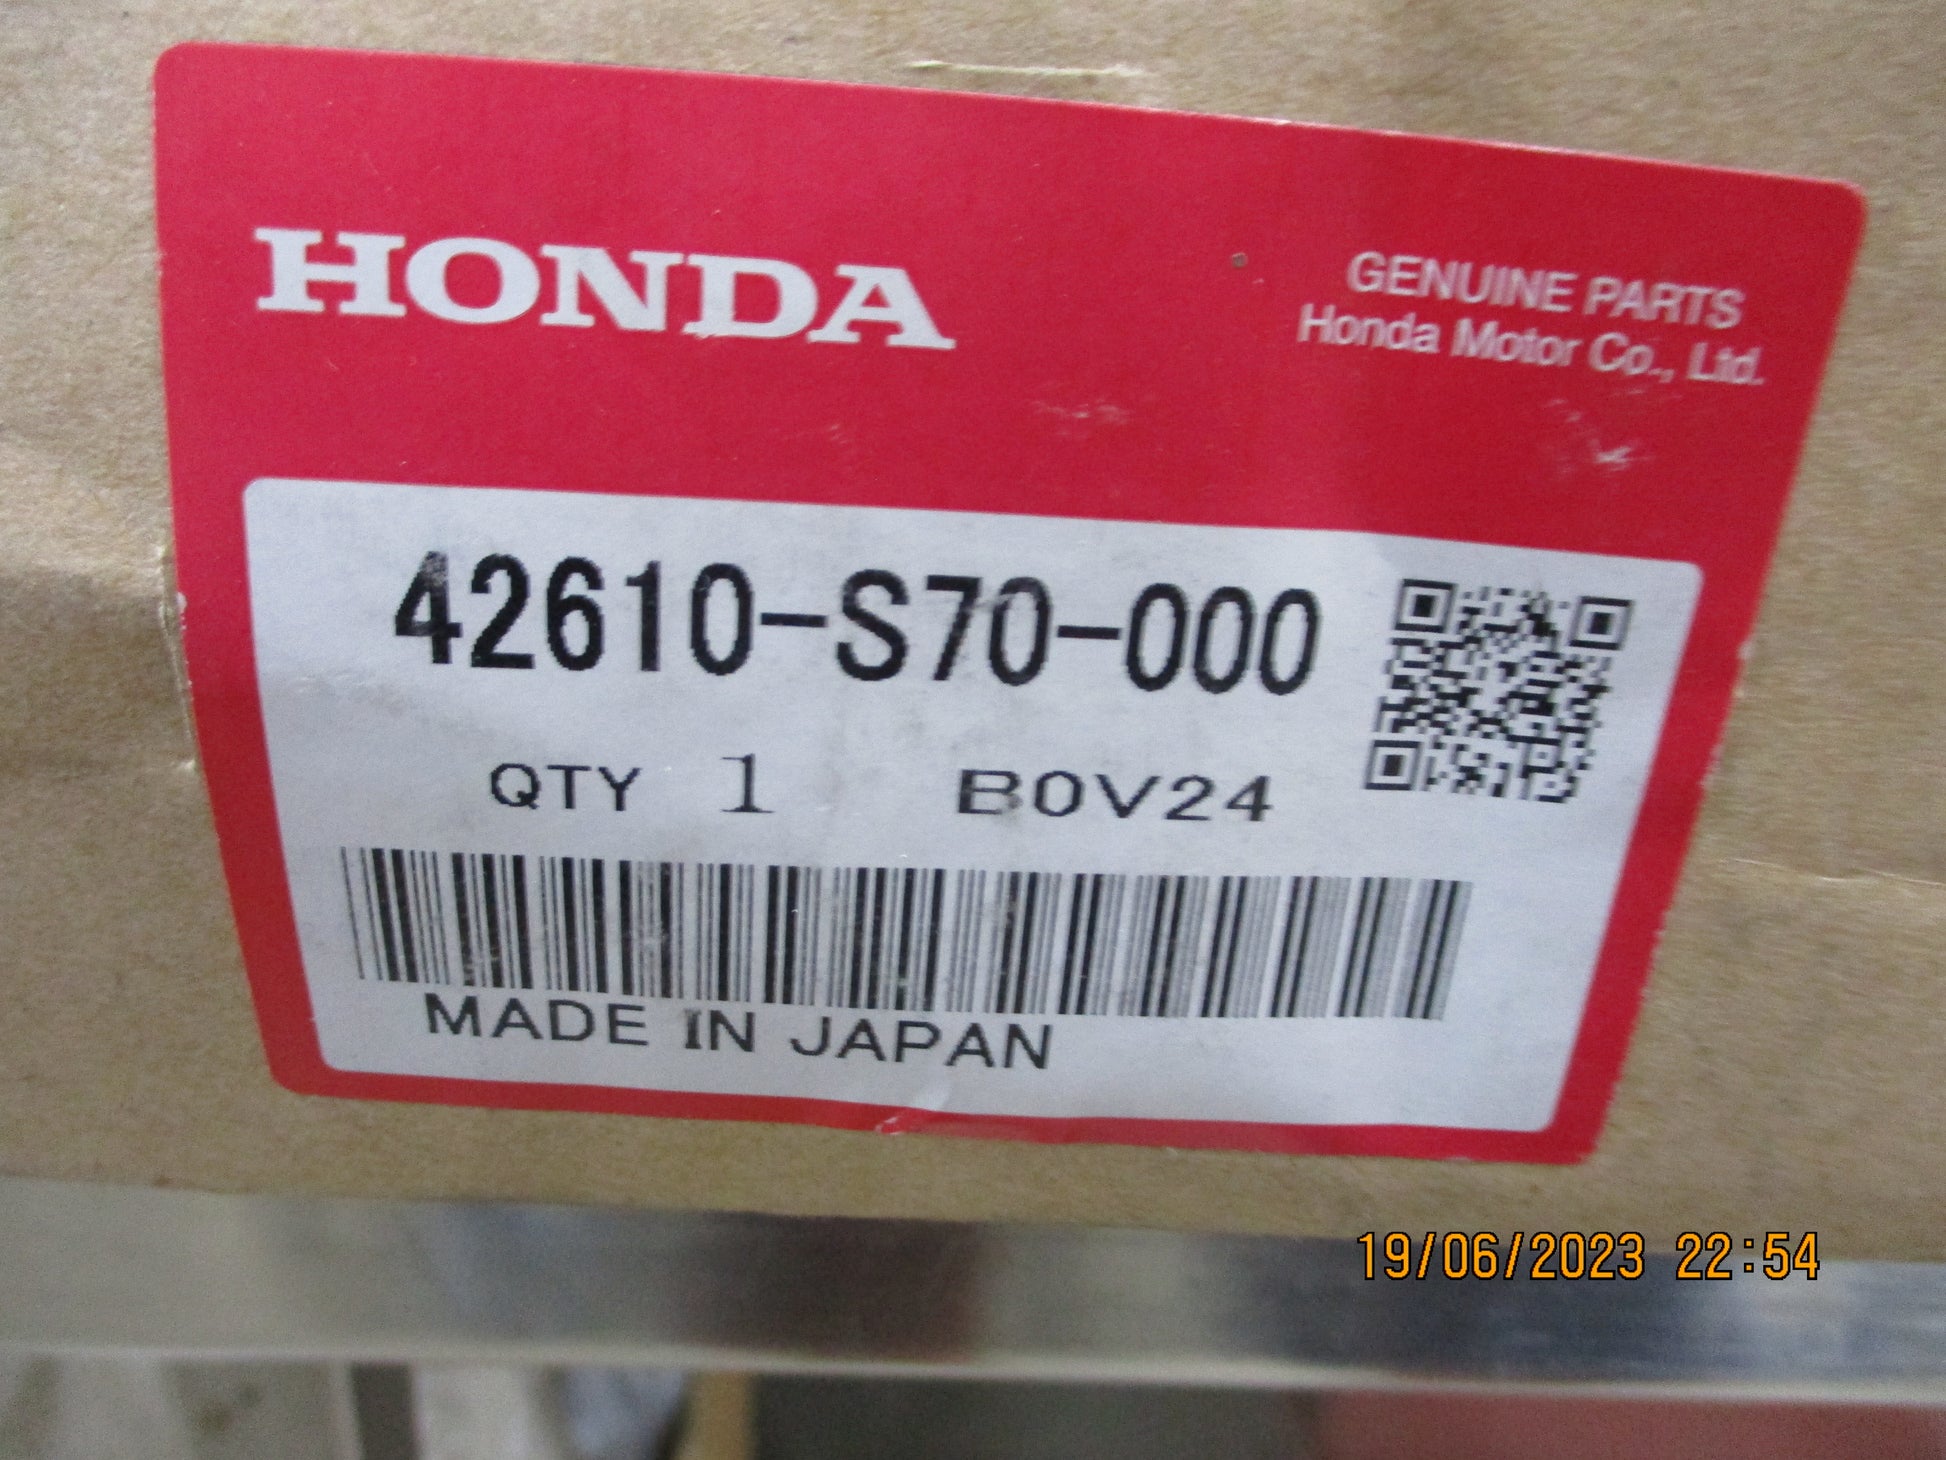 HONDA
GENUINE PARTS
Honda Motor Co., Ltd.
42610-S70-000
QTY 1 B0V24
MADE IN JAPAN
19/06/2023 22:54